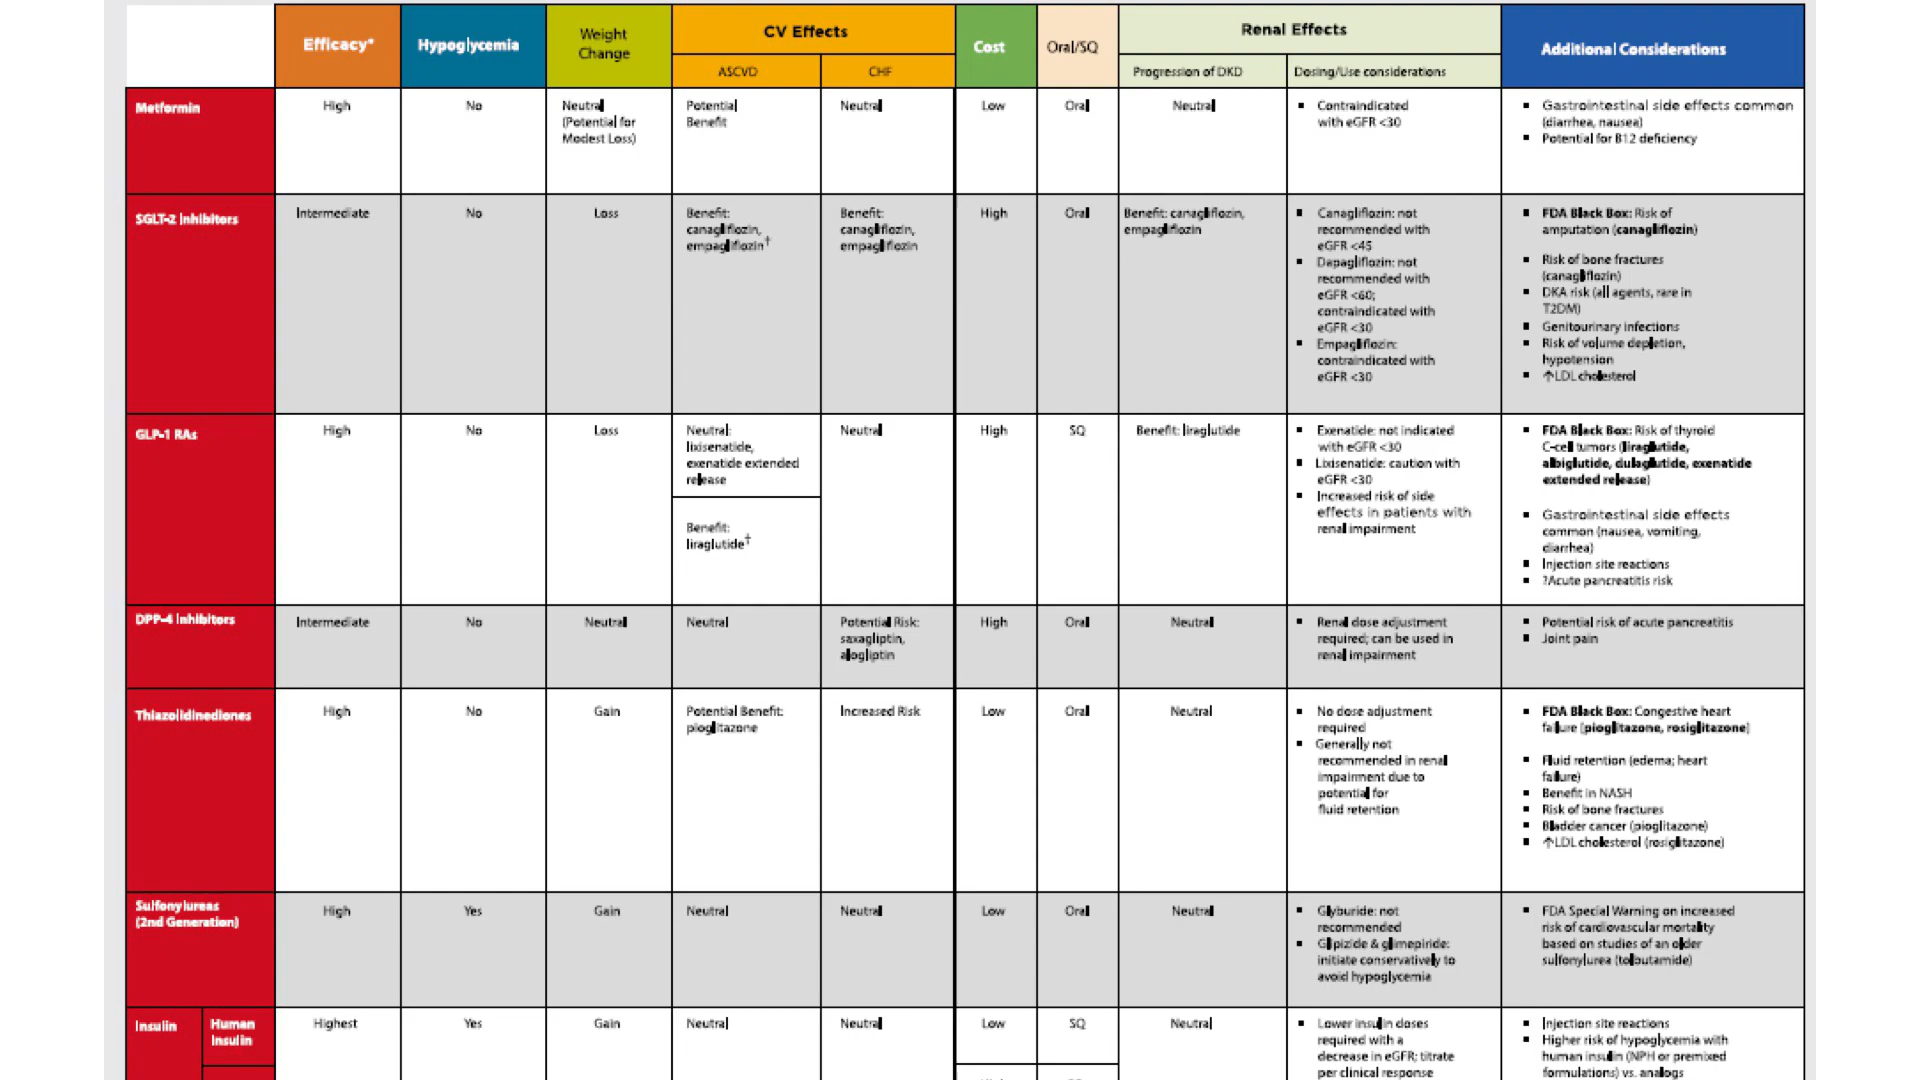 Efficacy*
Hypoglycemia
Weight
Change
CV Effects
ASCVD
CHF
Cost
Oral/SQ
Renal Effects
Progression of DKD
Dosing/Use considerations
Additional Considerations
Metformin
High
No
Neutral
(Potential for
Modest Loss)
Potential
Benefit
Neutral
Low
Oral
Neutral
▪ Contraindicated
with eGFR <30
▪ Gastrointestinal side effects common
(diarrhea, nausea)
▪ Potential for B12 deficiency
SGLT-2 Inhibitors
Intermediate
No
Loss
Benefit:
canagliflozin,
empagliflozin†
Benefit:
canagliflozin,
empagliflozin
High
Oral
Benefit: canagliflozin,
empagliflozin
▪ Canagliflozin: not
recommended with
eGFR <45
▪ Dapagliflozin: not
recommended with
eGFR <60;
contraindicated with
eGFR <30
▪ Empagliflozin:
contraindicated with
eGFR <30
▪ FDA Black Box: Risk of
amputation (canagliflozin)
▪ Risk of bone fractures
(canagliflozin)
▪ DKA risk (all agents, rare in
T2DM)
▪ Genitourinary infections
▪ Risk of volume depletion,
hypotension
▪ ↑LDL cholesterol
GLP-1 RAs
High
No
Loss
Neutral:
lixisenatide,
exenatide extended
release
Benefit:
liraglutide†
Neutral
High
SQ
Benefit: liraglutide
▪ Exenatide: not indicated
with eGFR <30
▪ Lixisenatide: caution with
eGFR <30
▪ Increased risk of side
effects in patients with
renal impairment
▪ FDA Black Box: Risk of thyroid
C-cell tumors (liraglutide,
albiglutide, dulaglutide, exenatide
extended release)
▪ Gastrointestinal side effects
common (nausea, vomiting,
diarrhea)
▪ Injection site reactions
▪ ?Acute pancreatitis risk
DPP-4 Inhibitors
Intermediate
No
Neutral
Neutral
Potential Risk:
saxagliptin,
alogliptin
High
Oral
Neutral
▪ Renal dose adjustment
required; can be used in
renal impairment
▪ Potential risk of acute pancreatitis
▪ Joint pain
Thiazolidinediones
High
No
Gain
Potential Benefit:
pioglitazone
Increased Risk
Low
Oral
Neutral
▪ No dose adjustment
required
▪ Generally not
recommended in renal
impairment due to
potential for
fluid retention
▪ FDA Black Box: Congestive heart
failure [pioglitazone, rosiglitazone]
▪ Fluid retention (edema; heart
failure)
▪ Benefit in NASH
▪ Risk of bone fractures
▪ Bladder cancer (pioglitazone)
▪ ↑LDL cholesterol (rosiglitazone)
Sulfonylureas
(2nd Generation)
High
Yes
Gain
Neutral
Neutral
Low
Oral
Neutral
▪ Glyburide: not
recommended
▪ Glipizide & glimepiride:
initiate conservatively to
avoid hypoglycemia
▪ FDA Special Warning on increased
risk of cardiovascular mortality
based on studies of an older
sulfonylurea (tolbutamide)
Insulin
Human
Insulin
Highest
Yes
Gain
Neutral
Neutral
Low
SQ
Neutral
▪ Lower insulin doses
required with a
decrease in eGFR; titrate
per clinical response
▪ Injection site reactions
▪ Higher risk of hypoglycemia with
human insulin (NPH or premixed
formulations) vs. analogs